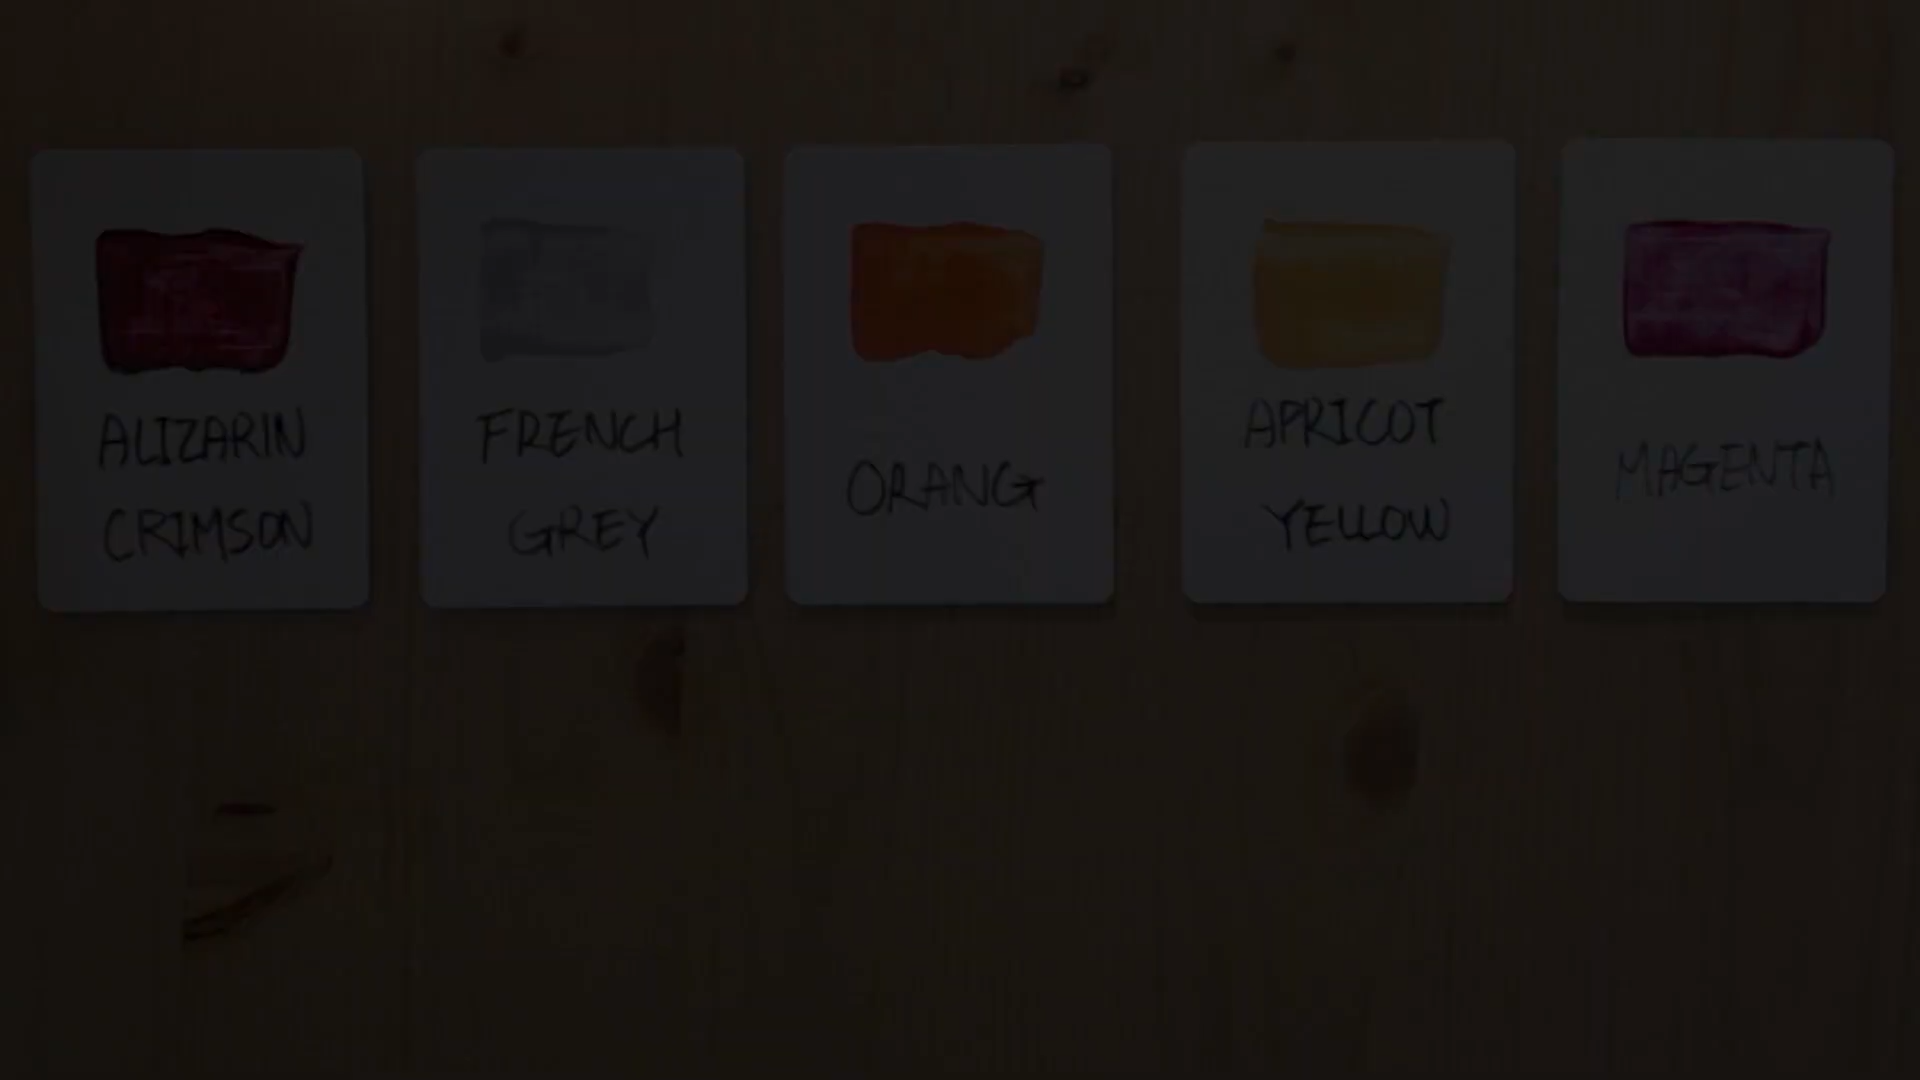 ALIZARIN
CRIMSON
FRENCH
GREY
ORANG
APRICOT
YELLOW
MAGENTA